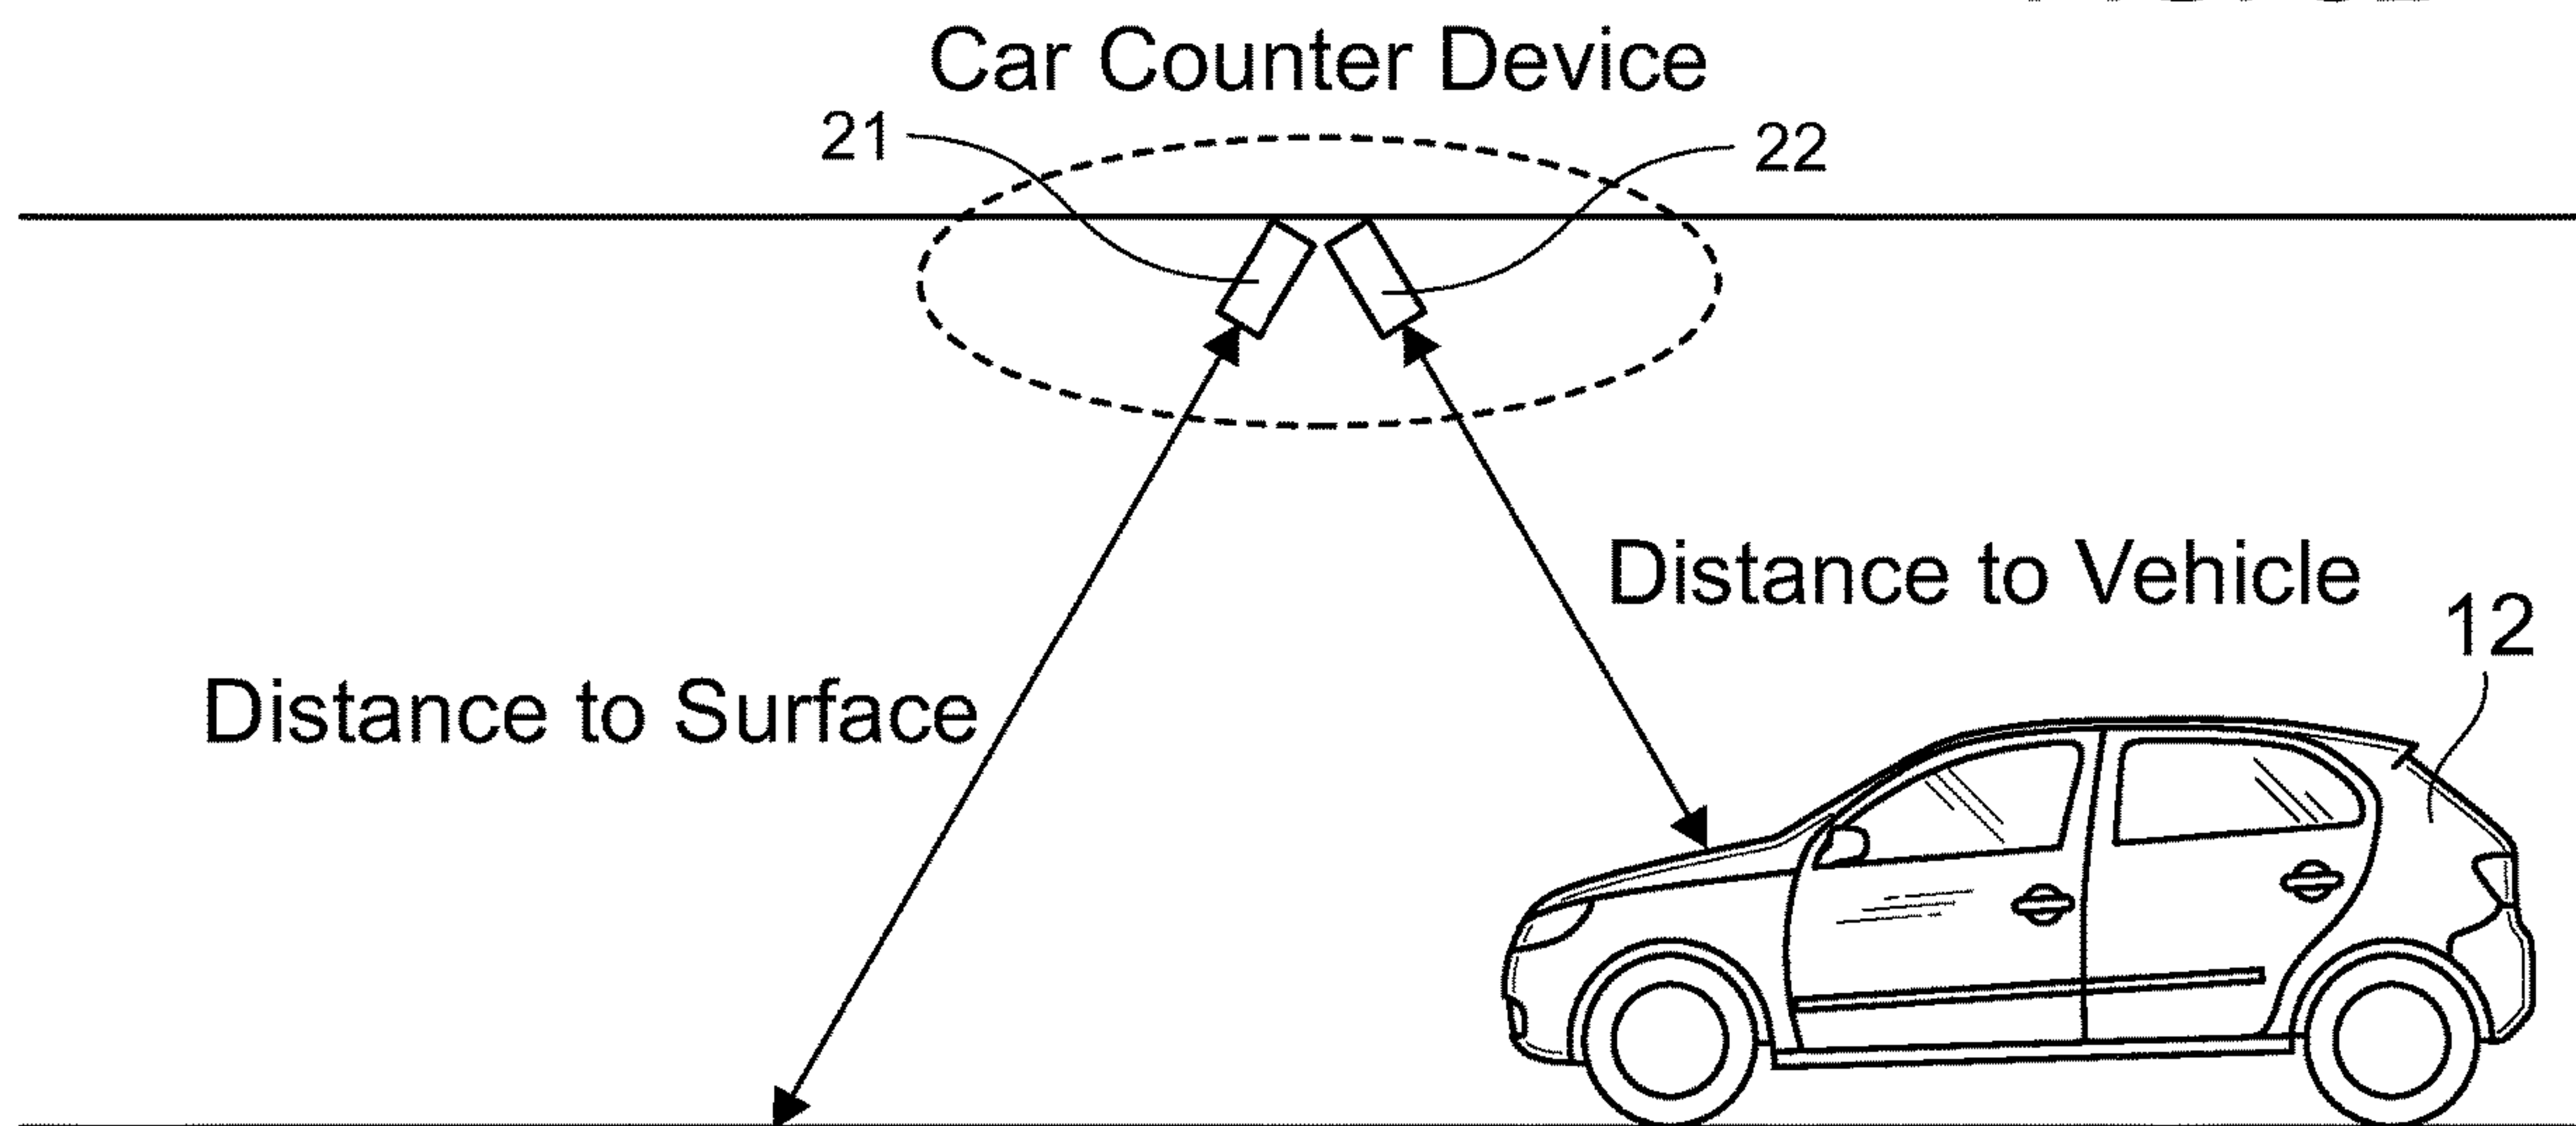 Car Counter Device
21
22
Distance to Vehicle
12
Distance to Surface